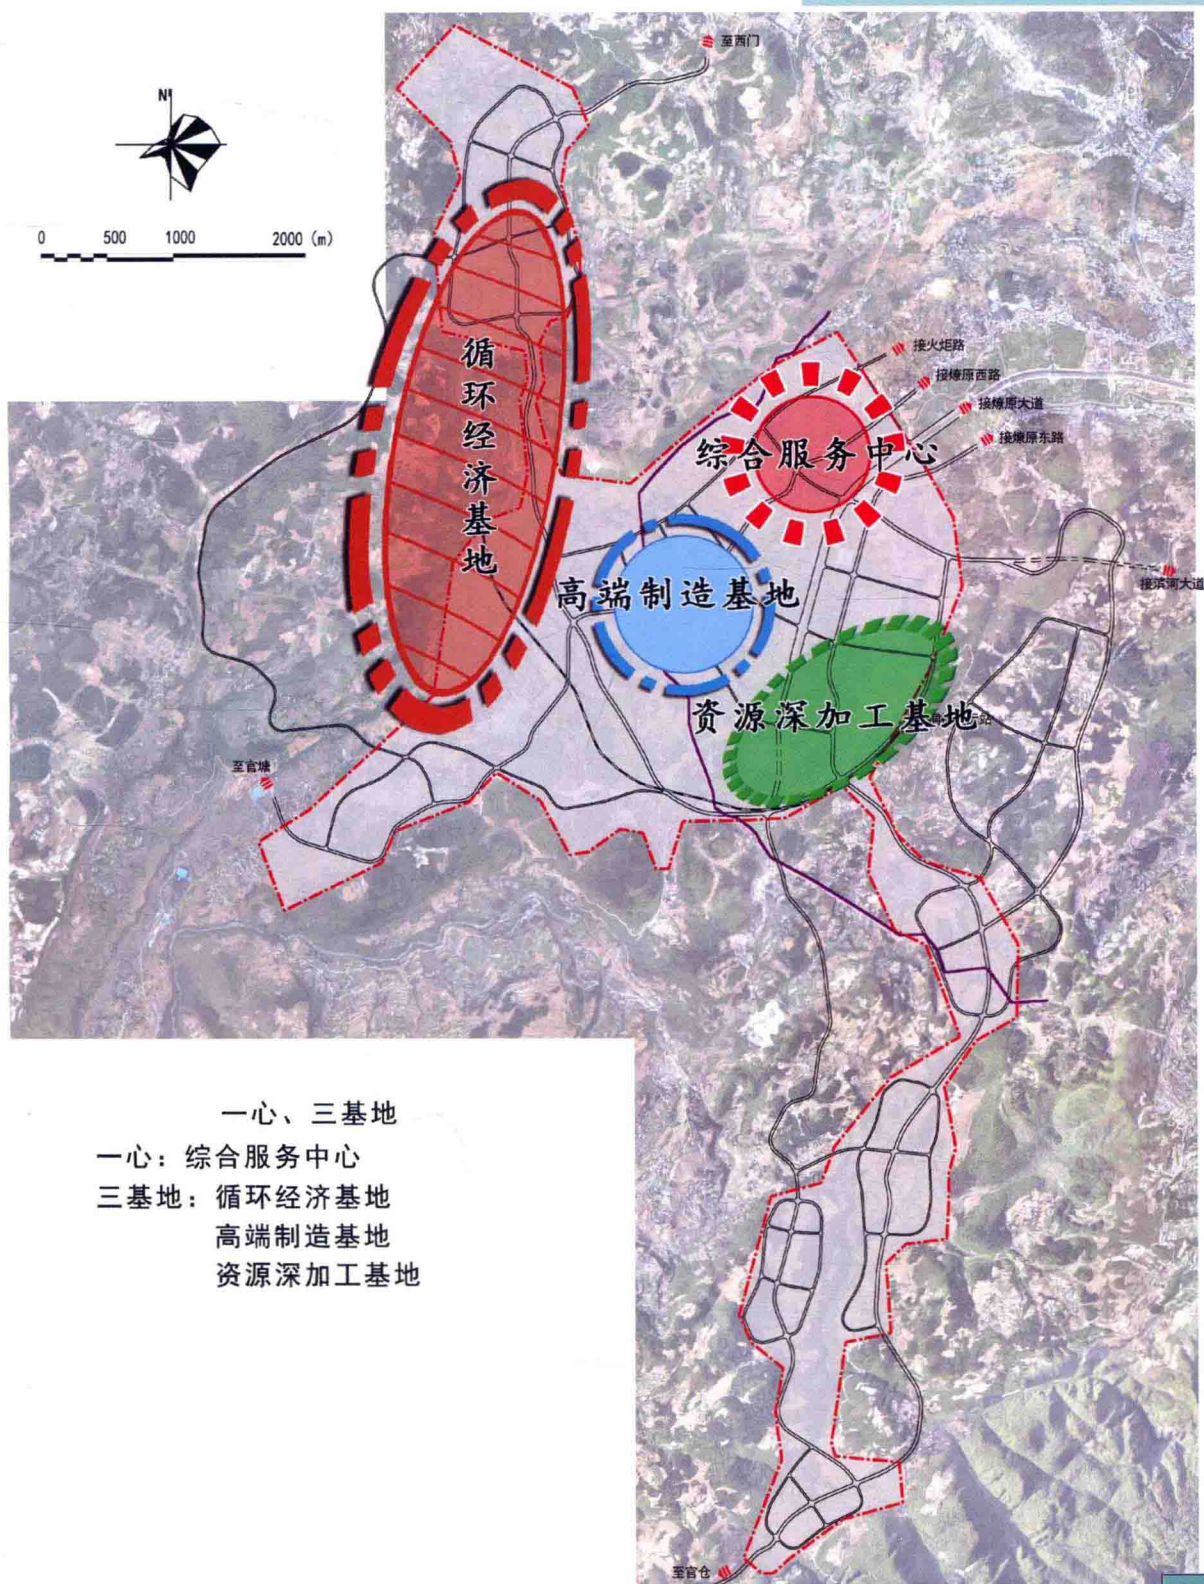 至西门
N
0 500 1000 2000 (m)
循环经济基地
接火炬路
接燎原西路
接燎原大道
接燎原东路
综合服务中心
接滨河大道
高端制造基地
资源深加工基地
站
至官塘
一心、三基地
一心：综合服务中心
三基地：循环经济基地
高端制造基地
资源深加工基地
至官仓